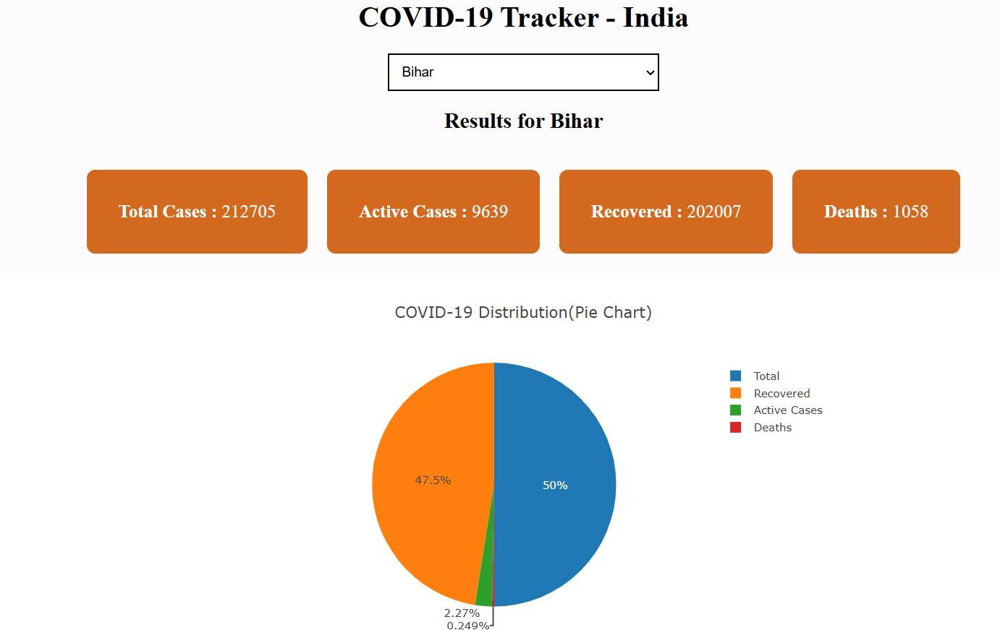 COVID-19 Tracker - India
Bihar
Results for Bihar
Total Cases : 212705
Active Cases : 9639
Recovered : 202007
Deaths : 1058
COVID-19 Distribution(Pie Chart)
Total
Recovered
Active Cases
Deaths
47.5%
50%
2.27%
0.249%